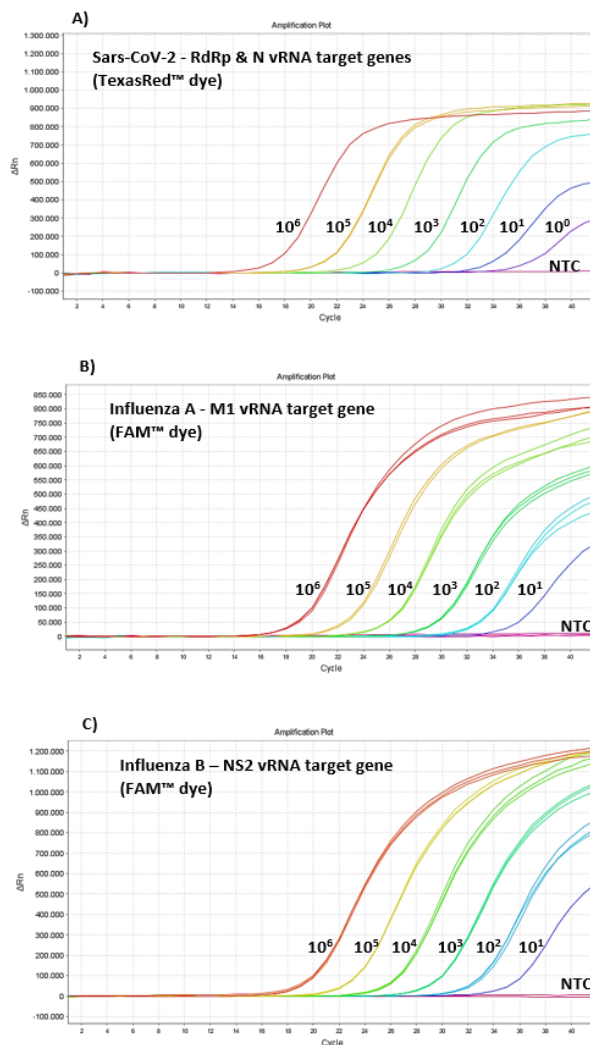 A)
Amplification Plot
Sars-CoV-2 - RdRp & N vRNA target genes
(TexasRed™ dye)
1.300.000
1.200.000
1.100.000
1.000.000
900.000
800.000
700.000
600.000
500.000
400.000
300.000
200.000
100.000
0
-100.000
ΔRn
10⁶ 10⁵ 10⁴ 10³ 10² 10¹ 10⁰
NTC
2 4 6 8 10 12 14 16 18 20 22 24 26 28 30 32 34 36 38 40
Cycle
B)
Amplification Plot
Influenza A - M1 vRNA target gene
(FAM™ dye)
850.000
800.000
750.000
700.000
650.000
600.000
550.000
500.000
450.000
400.000
350.000
300.000
250.000
200.000
150.000
100.000
50.000
0
ΔRn
10⁶ 10⁵ 10⁴ 10³ 10² 10¹
NTC
2 4 6 8 10 12 14 16 18 20 22 24 26 28 30 32 34 36 38 40
Cycle
C)
Amplification Plot
Influenza B – NS2 vRNA target gene
(FAM™ dye)
1.200.000
1.100.000
1.000.000
900.000
800.000
700.000
600.000
500.000
400.000
300.000
200.000
100.000
0
-100.000
ΔRn
10⁶ 10⁵ 10⁴ 10³ 10² 10¹
NTC
2 4 6 8 10 12 14 16 18 20 22 24 26 28 30 32 34 36 38 40
Cycle